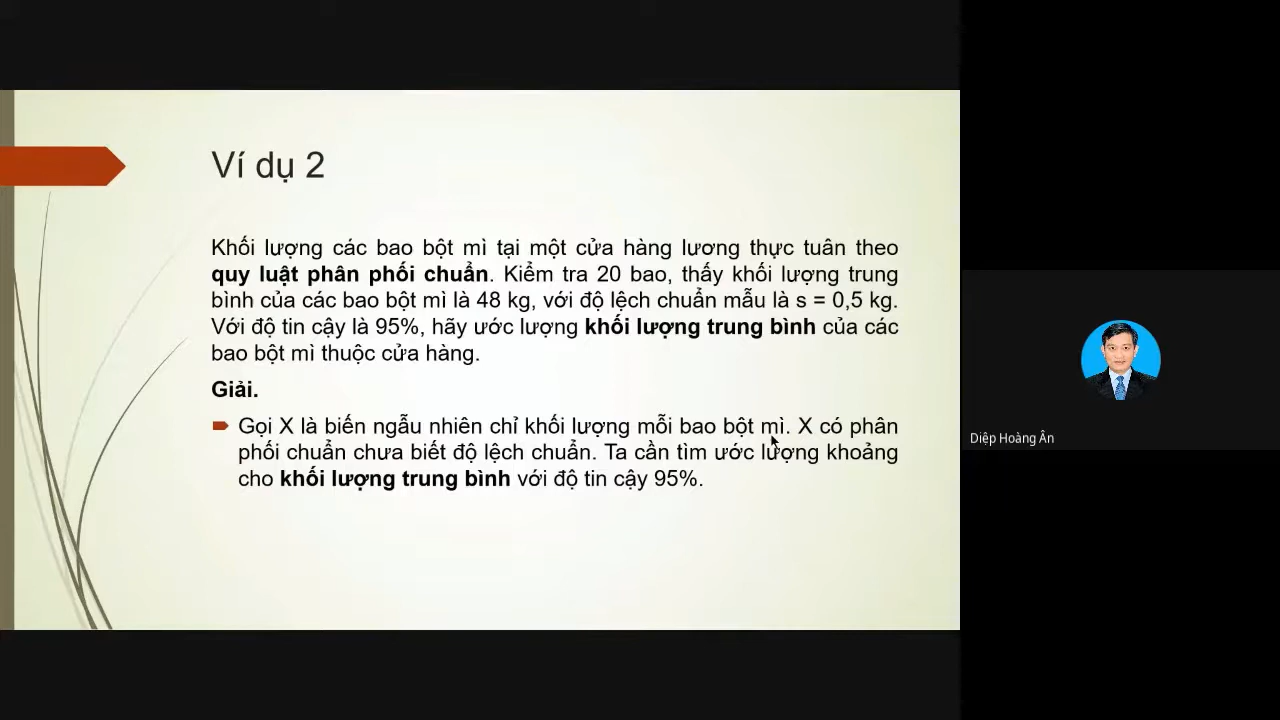 Ví dụ 2
Khối lượng các bao bột mì tại một cửa hàng lương thực tuân theo
quy luật phân phối chuẩn. Kiểm tra 20 bao, thấy khối lượng trung
bình của các bao bột mì là 48 kg, với độ lệch chuẩn mẫu là s = 0,5 kg.
Với độ tin cậy là 95%, hãy ước lượng khối lượng trung bình của các
bao bột mì thuộc cửa hàng.
Giải.
Gọi X là biến ngẫu nhiên chỉ khối lượng mỗi bao bột mì. X có phân
phối chuẩn chưa biết độ lệch chuẩn. Ta cần tìm ước lượng khoảng
cho khối lượng trung bình với độ tin cậy 95%.
Diệp Hoàng Ân